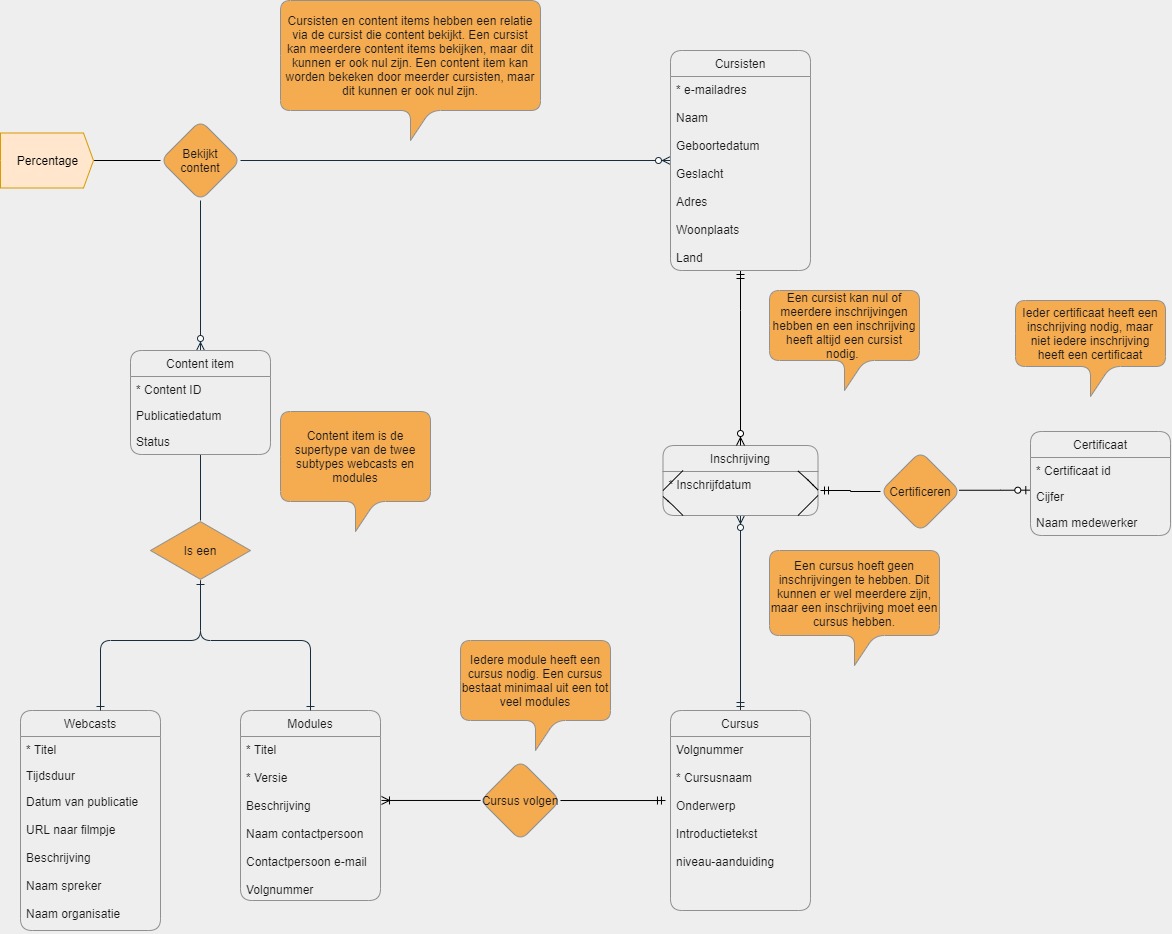 Cursisten en content items hebben een relatie
via de cursist die content bekijkt. Een cursist
kan meerdere content items bekijken, maar dit
kunnen er ook nul zijn. Een content item kan
worden bekeken door meerder cursisten, maar
dit kunnen er ook nul zijn.
Cursisten
* e-mailadres
Naam
Geboortedatum
Geslacht
Adres
Woonplaats
Land
Percentage
Bekijkt
content
Een cursist kan nul of
meerdere inschrijvingen
hebben en een inschrijving
heeft altijd een cursist
nodig.
Ieder certificaat heeft een
inschrijving nodig, maar
niet iedere inschrijving
heeft een certificaat
Content item
* Content ID
Publicatiedatum
Status
Content item is de
supertype van de twee
subtypes webcasts en
modules
Inschrijving
* Inschrijfdatum
Certificeren
Certificaat
* Certificaat id
Cijfer
Naam medewerker
Is een
Een cursus hoeft geen
inschrijvingen te hebben. Dit
kunnen er wel meerdere zijn,
maar een inschrijving moet een
cursus hebben.
Iedere module heeft een
cursus nodig. Een cursus
bestaat minimaal uit een tot
veel modules
Webcasts
* Titel
Tijdsduur
Datum van publicatie
URL naar filmpje
Beschrijving
Naam spreker
Naam organisatie
Modules
* Titel
* Versie
Beschrijving
Naam contactpersoon
Contactpersoon e-mail
Volgnummer
Cursus volgen
Cursus
Volgnummer
* Cursusnaam
Onderwerp
Introductietekst
niveau-aanduiding